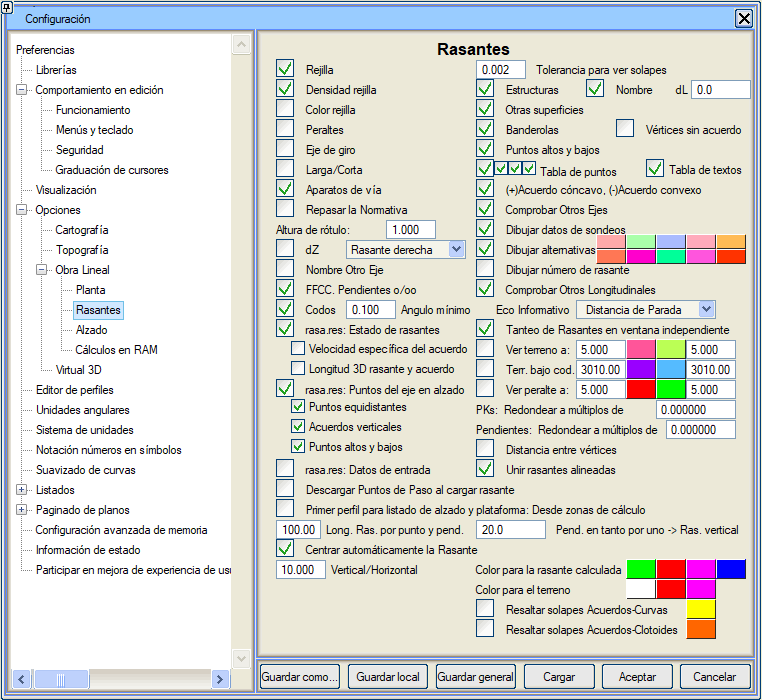 Configuración
Preferencias
Librerías
Comportamiento en edición
Funcionamiento
Menús y teclado
Seguridad
Graduación de cursores
Visualización
Opciones
Cartografía
Topografía
Obra Lineal
Planta
Rasantes
Alzado
Cálculos en RAM
Virtual 3D
Editor de perfiles
Unidades angulares
Sistema de unidades
Notación números en símbolos
Suavizado de curvas
Listados
Paginado de planos
Configuración avanzada de memoria
Información de estado
Participar en mejora de experiencia de usu
Rasantes
Rejilla 0.002 Tolerancia para ver solapes
Densidad rejilla Estructuras Nombre dL 0.0
Color rejilla Otras superficies
Peraltes Banderolas Vértices sin acuerdo
Eje de giro Puntos altos y bajos
Larga/Corta Tabla de puntos Tabla de textos
Aparatos de vía (+)Acuerdo cóncavo, (-)Acuerdo convexo
Repasar la Normativa Comprobar Otros Ejes
Altura de rótulo: 1.000 Dibujar datos de sondeos
dZ Rasante derecha Dibujar alternativas
Nombre Otro Eje Dibujar número de rasante
FFCC. Pendientes o/oo Comprobar Otros Longitudinales
Codos 0.100 Angulo mínimo Eco Informativo Distancia de Parada
rasa.res: Estado de rasantes Tanteo de Rasantes en ventana independiente
Velocidad específica del acuerdo Ver terreno a: 5.000 5.000
Longitud 3D rasante y acuerdo Terr. bajo cod. 3010.00 3010.00
rasa.res: Puntos del eje en alzado Ver peralte a: 5.000 5.000
Puntos equidistantes PKs: Redondear a múltiplos de 0.000000
Acuerdos verticales Pendientes: Redondear a múltiplos de 0.000000
Puntos altos y bajos Distancia entre vértices
rasa.res: Datos de entrada Unir rasantes alineadas
Descargar Puntos de Paso al cargar rasante
Primer perfil para listado de alzado y plataforma: Desde zonas de cálculo
100.00 Long. Ras. por punto y pend. 20.0 Pend. en tanto por uno -> Ras. vertical
Centrar automáticamente la Rasante
10.000 Vertical/Horizontal Color para la rasante calculada
Color para el terreno
Resaltar solapes Acuerdos-Curvas
Resaltar solapes Acuerdos-Clotoides
Guardar como... Guardar local Guardar general Cargar Aceptar Cancelar